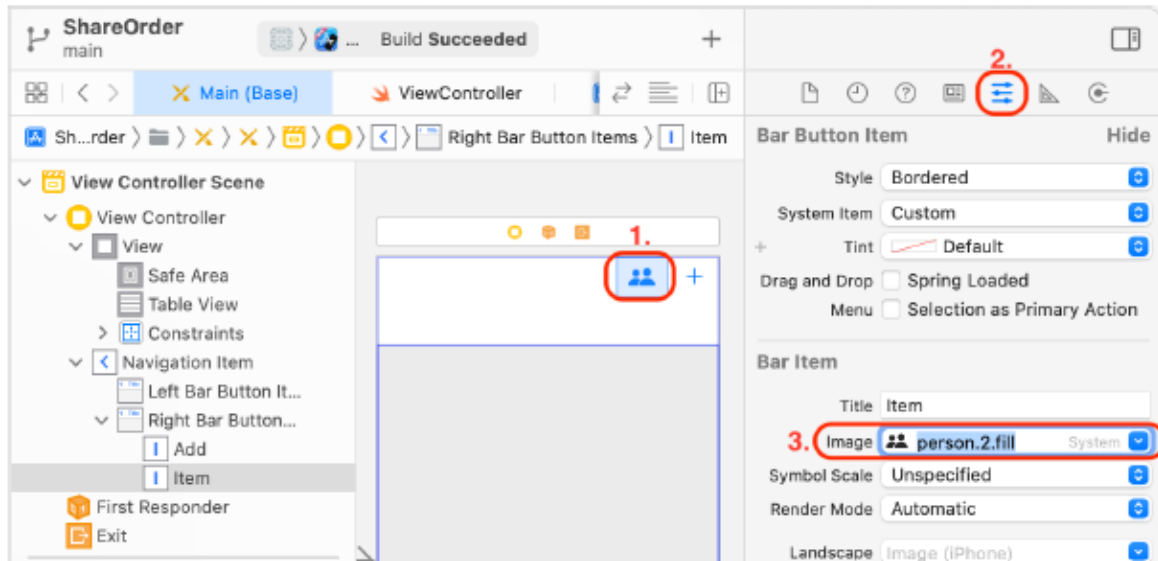 ShareOrder
main
... Build Succeeded
2.
Main (Base)
ViewController
Sh...rder
Right Bar Button Items
Item
View Controller Scene
View Controller
View
Safe Area
Table View
Constraints
Navigation Item
Left Bar Button It...
Right Bar Button...
Add
Item
First Responder
Exit
1.
Bar Button Item Hide
Style Bordered
System Item Custom
Tint Default
Drag and Drop Spring Loaded
Menu Selection as Primary Action
Bar Item
Title Item
3. Image person.2.fill System
Symbol Scale Unspecified
Render Mode Automatic
Landscape Image (iPhone)